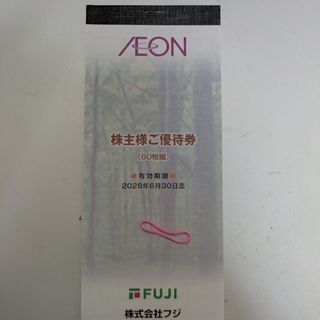 ÆON
株主様ご優待券
(60枚綴)
●有効期限●
2026年6月30日迄
FUJI
株式会社フジ